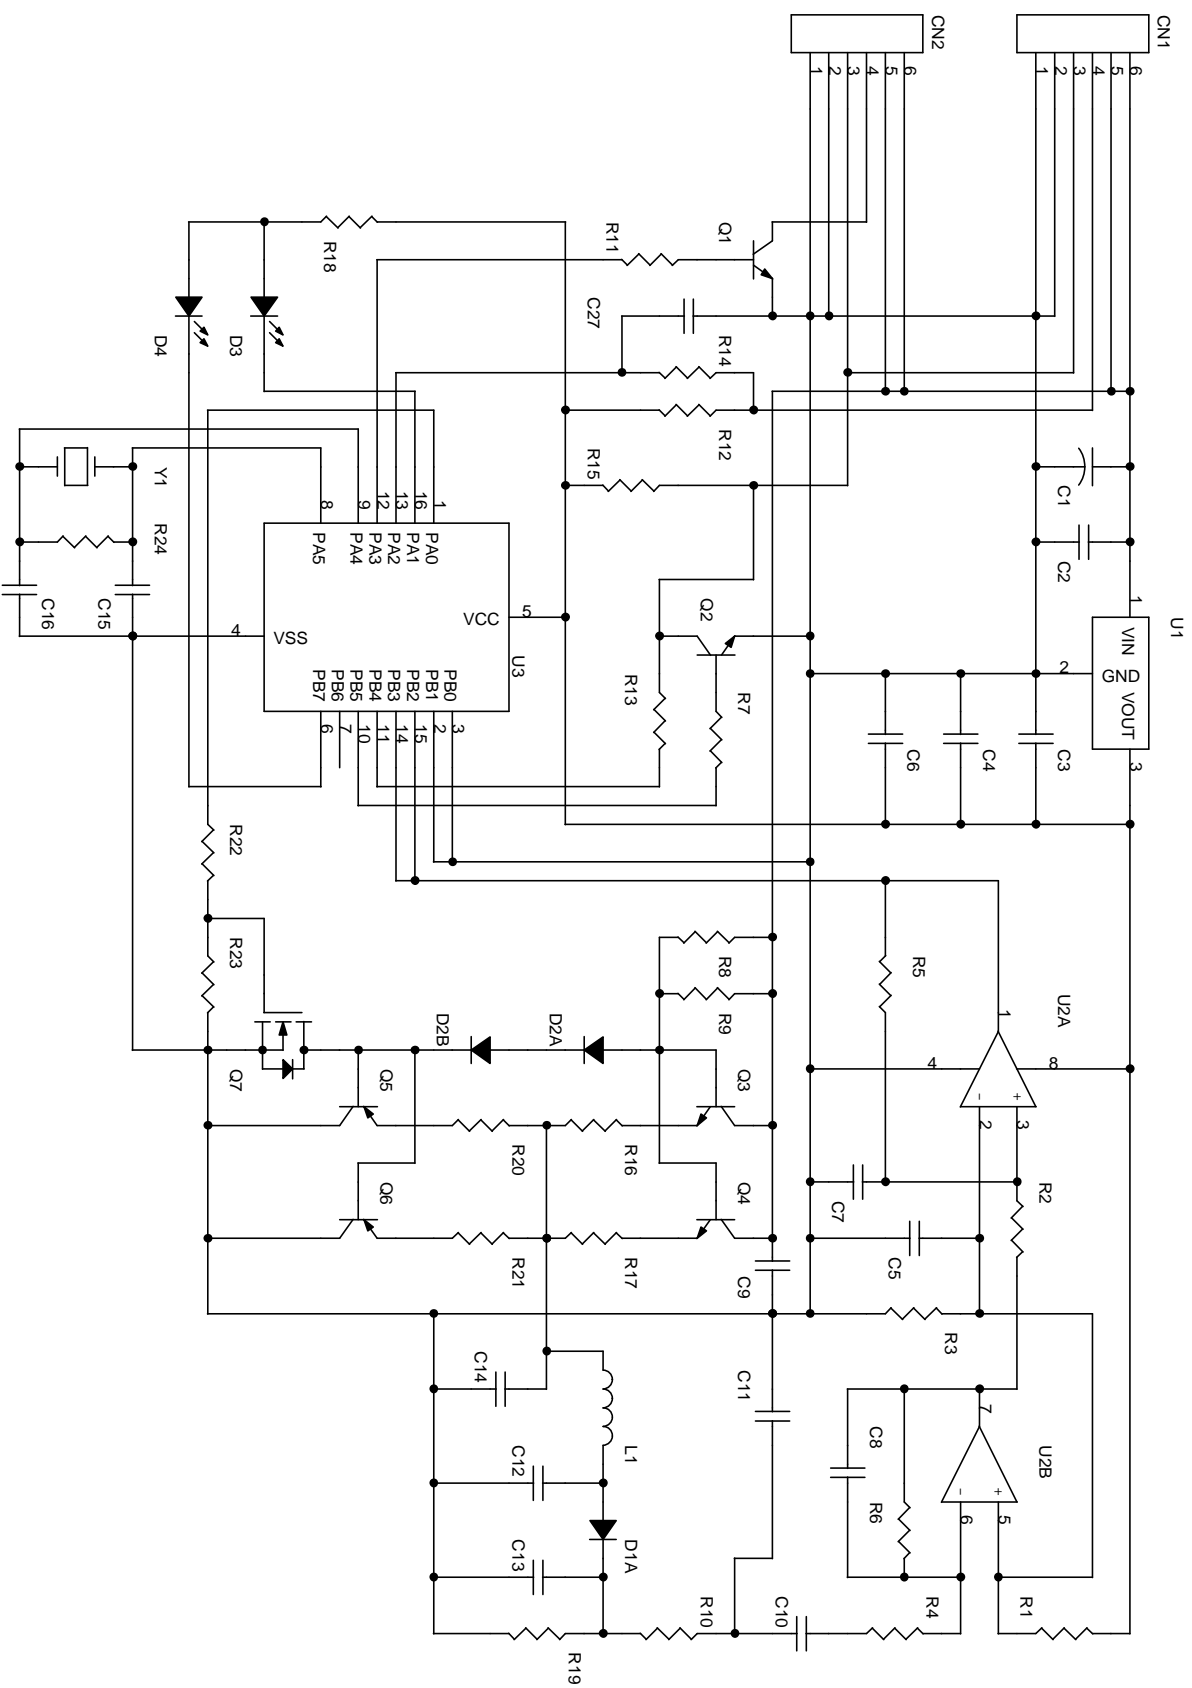 CN1
6
5
4
3
2
1
CN2
6
5
4
3
2
1
Q1
R11
C27
R14
R12
R15
R18
D3
D4
C1
C2
U1
1
VIN
2
GND
VOUT
3
Y1
R24
C15
C16
8
9
12
13
16
1
PA5
PA4
PA3
PA2
PA1
PA0
VCC
5
4
VSS
U3
PB7
PB6
PB5
PB4
PB3
PB2
PB1
PB0
6
7
10
11
14
15
2
3
Q2
R13
R7
C6
C4
C3
R22
R23
Q7
R8
R9
D2B
D2A
Q5
Q3
R20
R16
Q6
Q4
R21
R17
R5
U2A
1
4
8
-
+
2
3
C7
C5
R2
C9
R3
C11
C14
L1
C12
D1A
C13
R19
R10
C10
R4
R1
C8
R6
7
U2B
-
+
6
5